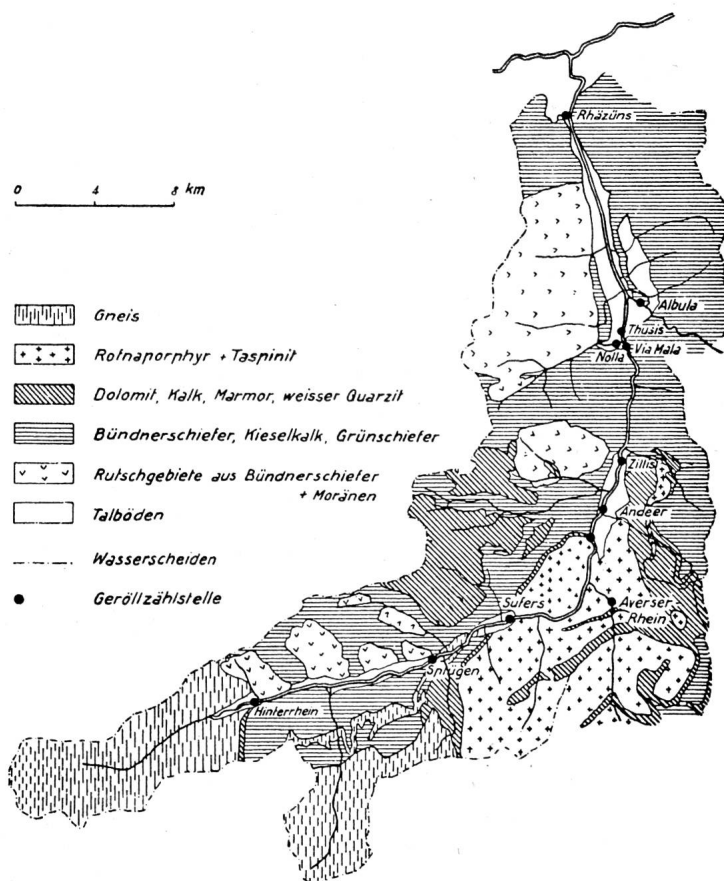 Rhäzüns
0 4 8 km
Albula
Thusis
Via Mala
Nolla
Gneis
Rofnaporphyr + Taspinit
Dolomit, Kalk, Marmor, weisser Quarzit
Bündnerschiefer, Kieselkalk, Grünschiefer
Rutschgebiete aus Bündnerschiefer
+ Moränen
Talböden
Wasserscheiden
Geröllzählstelle
Zillis
Andeer
Sufers
Averser
Rhein
Splügen
Hinterrhein